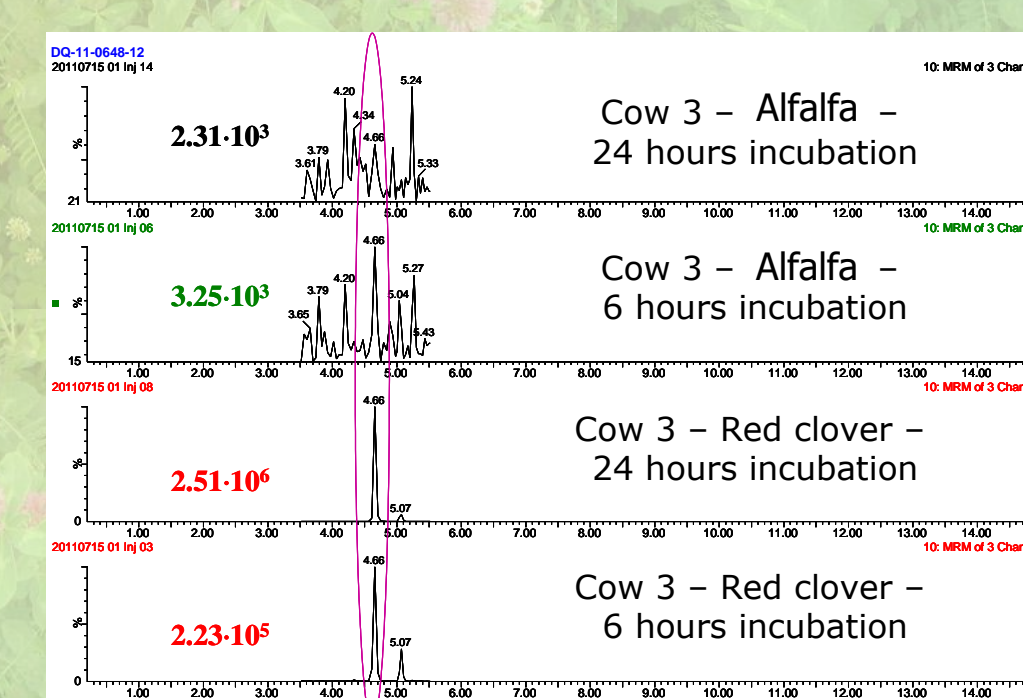 DQ-11-0648-12
20110715 01 Inj 14
10: MRM of 3 Chan
%
21
2.31·10³
3.61
3.79
4.20
4.34
4.66
5.24
5.33
Cow 3 – Alfalfa –
24 hours incubation
1.00 2.00 3.00 4.00 5.00 6.00 7.00 8.00 9.00 10.00 11.00 12.00 13.00 14.00
20110715 01 Inj 06
10: MRM of 3 Chan
%
15
3.25·10³
3.65
3.79
4.20
4.66
5.04
5.27
5.43
Cow 3 – Alfalfa –
6 hours incubation
1.00 2.00 3.00 4.00 5.00 6.00 7.00 8.00 9.00 10.00 11.00 12.00 13.00 14.00
20110715 01 Inj 08
10: MRM of 3 Chan
%
0
2.51·10⁶
4.66
5.07
Cow 3 – Red clover –
24 hours incubation
1.00 2.00 3.00 4.00 5.00 6.00 7.00 8.00 9.00 10.00 11.00 12.00 13.00 14.00
20110715 01 Inj 03
10: MRM of 3 Chan
%
0
2.23·10⁵
4.66
5.07
Cow 3 – Red clover –
6 hours incubation
1.00 2.00 3.00 4.00 5.00 6.00 7.00 8.00 9.00 10.00 11.00 12.00 13.00 14.00